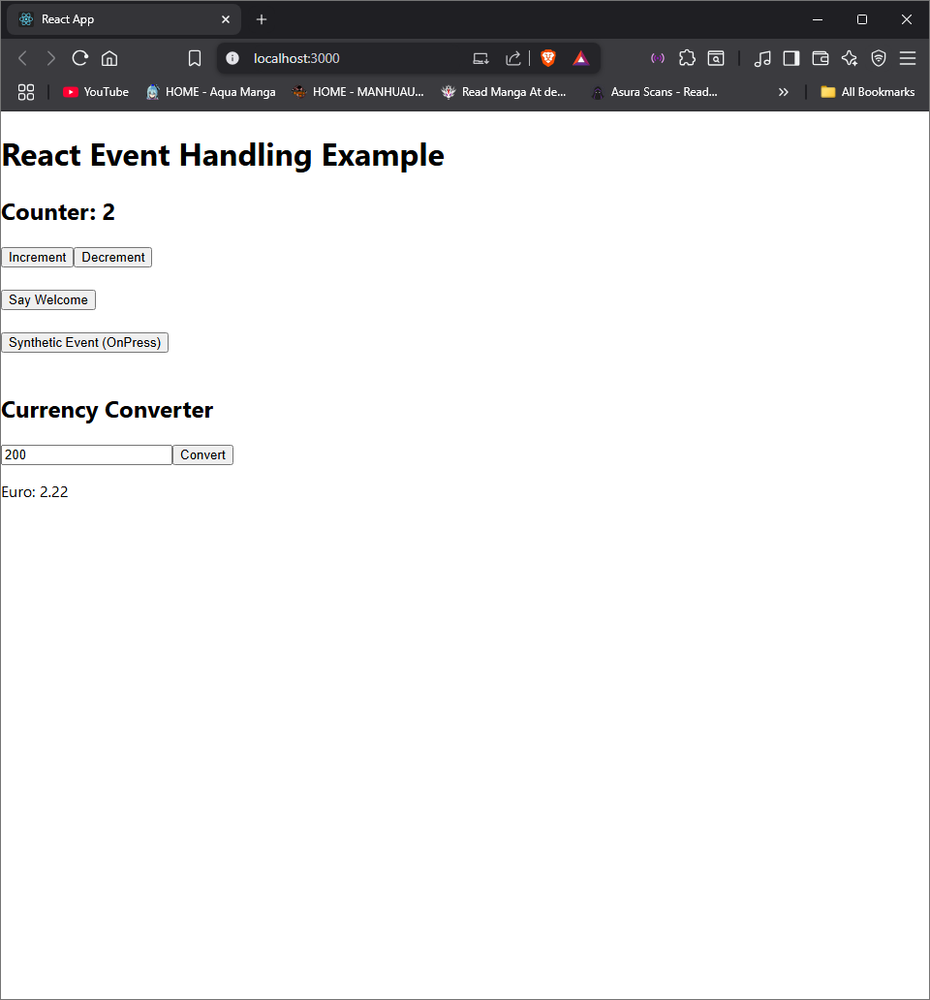 React App
localhost:3000
YouTube HOME - Aqua Manga HOME - MANHUAU... Read Manga At de... Asura Scans - Read... All Bookmarks
React Event Handling Example
Counter: 2
Increment Decrement
Say Welcome
Synthetic Event (OnPress)
Currency Converter
200 Convert
Euro: 2.22